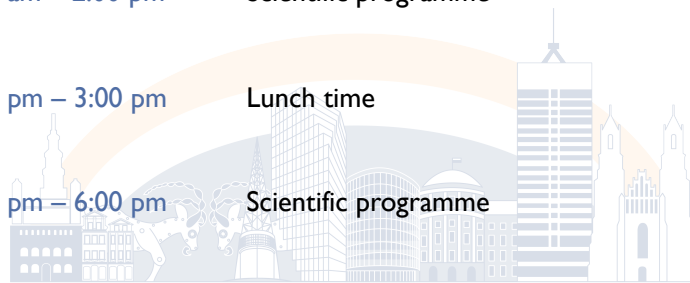 pm – 3:00 pm Lunch time
pm – 6:00 pm Scientific programme